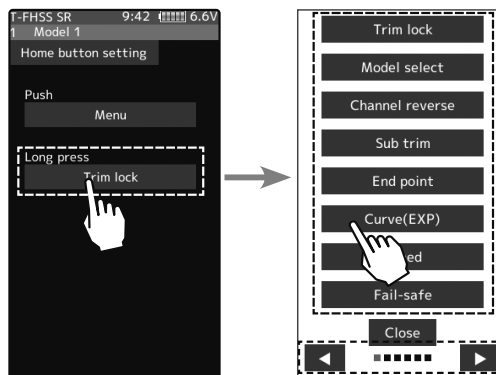 T-FHSS SR 9:42 6.6V
1 Model 1
Home button setting
Push
Menu
Long press
Trim lock
Trim lock
Model select
Channel reverse
Sub trim
End point
Curve(EXP)
ed
Fail-safe
Close